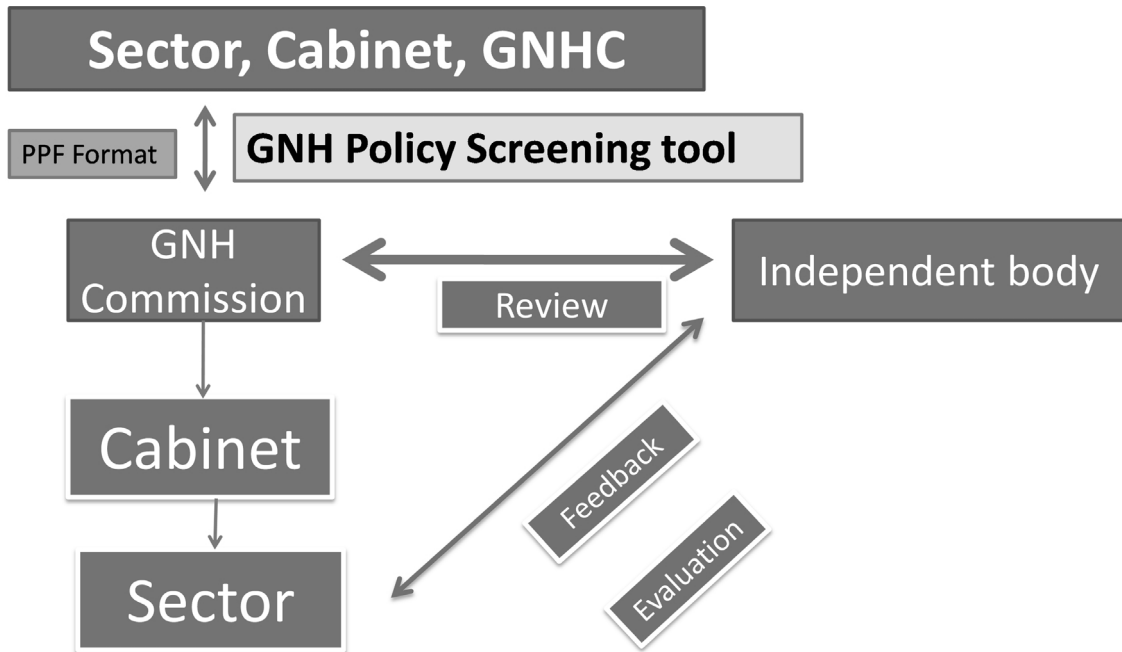 Sector, Cabinet, GNHC
PPF Format
GNH Policy Screening tool
GNH
Commission
Independent body
Review
Cabinet
Feedback
Evaluation
Sector